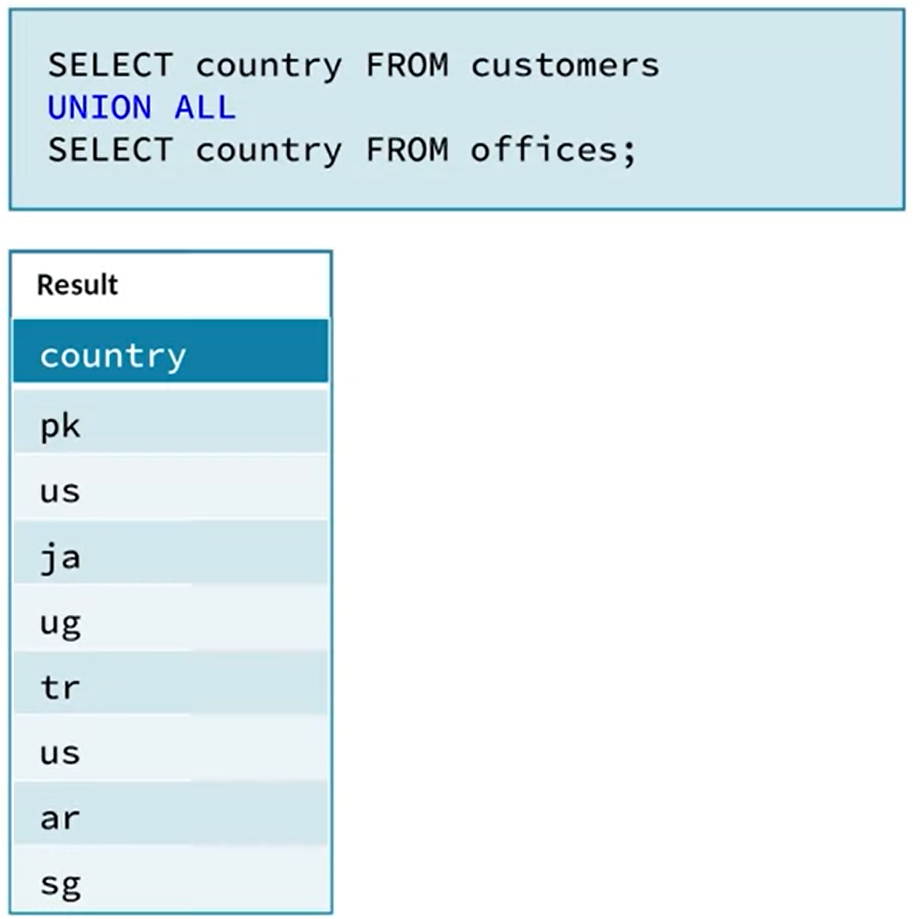 SELECT country FROM customers
UNION ALL
SELECT country FROM offices;
Result
country
pk
us
ja
ug
tr
us
ar
sg